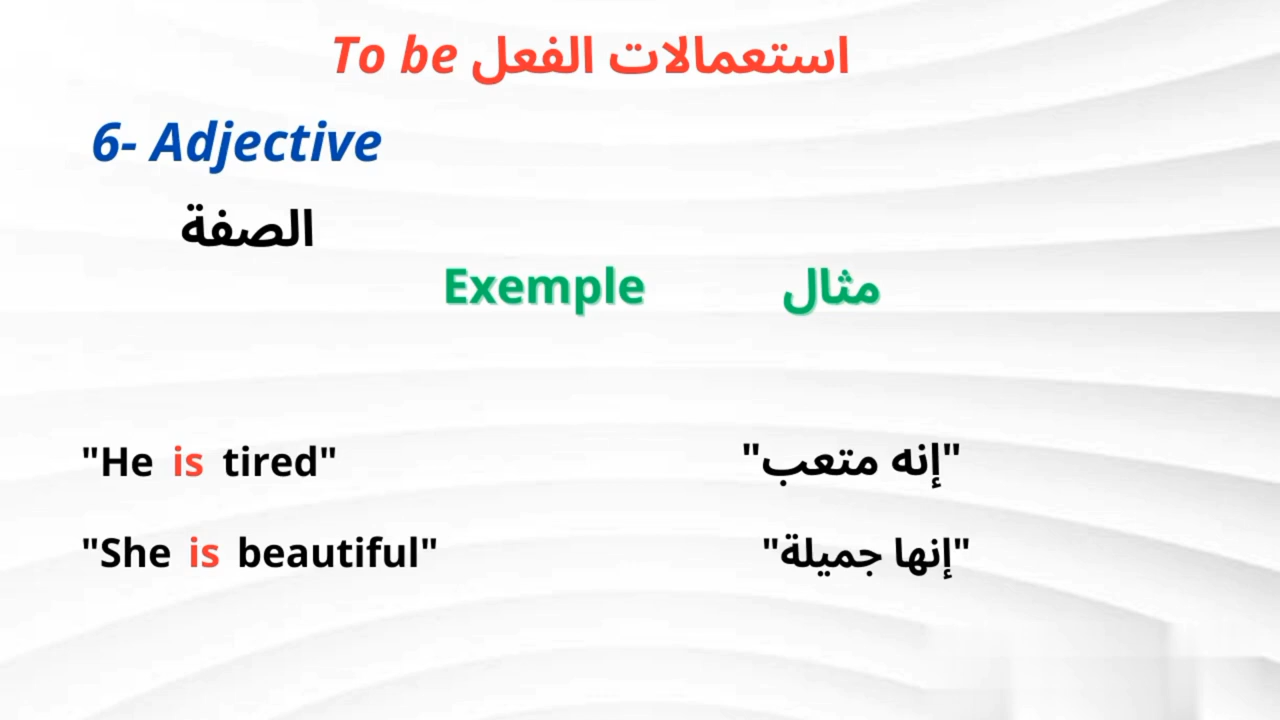 استعمالات الفعل To be
6- Adjective
الصفة
Exemple مثال
"He is tired" "إنه متعب"
"She is beautiful" "إنها جميلة"